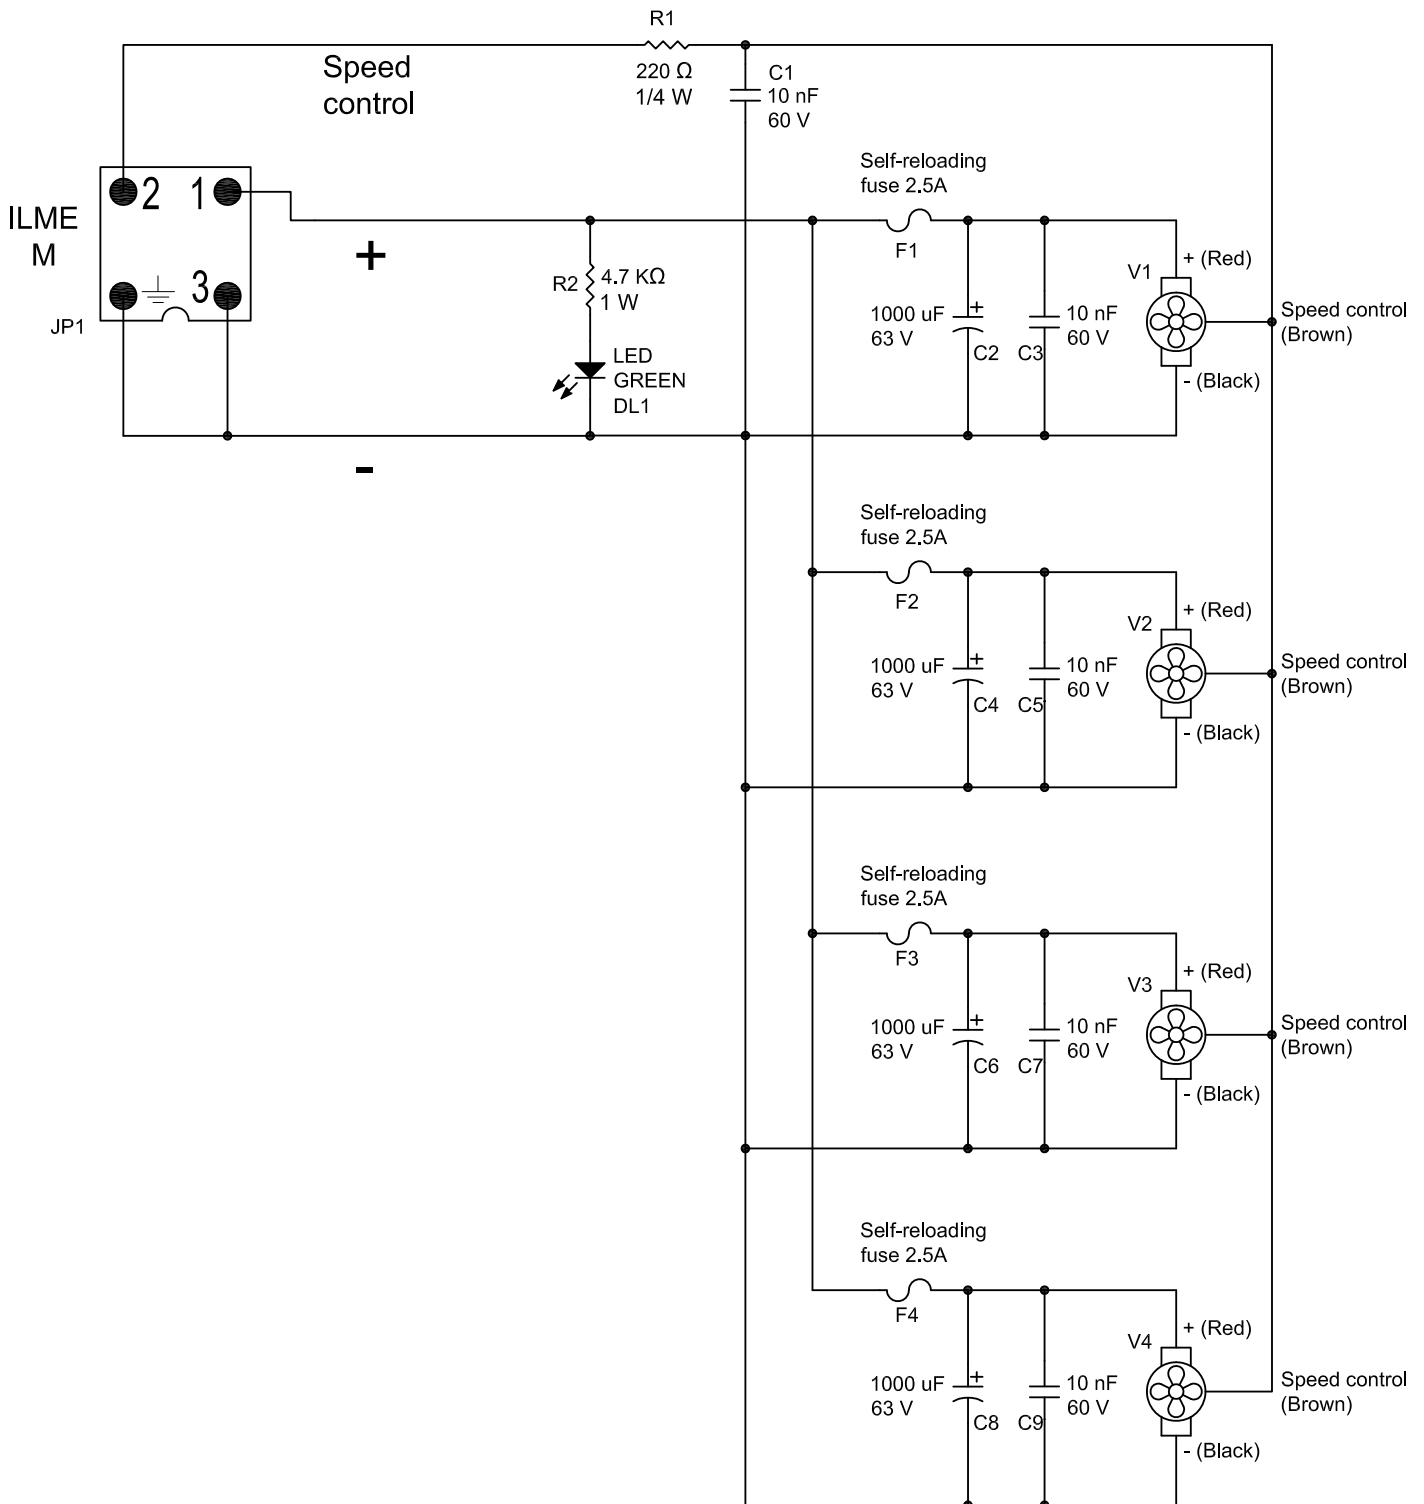 R1
Speed
control
220 Ω
1/4 W
C1
10 nF
60 V
Self-reloading
fuse 2.5A
F1
ILME
M
2 1
3
JP1
+
-
R2
4.7 KΩ
1 W
LED
GREEN
DL1
1000 uF
63 V
+
C2
C3
10 nF
60 V
V1
+ (Red)
Speed control
(Brown)
- (Black)
Self-reloading
fuse 2.5A
F2
1000 uF
63 V
+
C4
C5
10 nF
60 V
V2
+ (Red)
Speed control
(Brown)
- (Black)
Self-reloading
fuse 2.5A
F3
1000 uF
63 V
+
C6
C7
10 nF
60 V
V3
+ (Red)
Speed control
(Brown)
- (Black)
Self-reloading
fuse 2.5A
F4
1000 uF
63 V
+
C8
C9
10 nF
60 V
V4
+ (Red)
Speed control
(Brown)
- (Black)